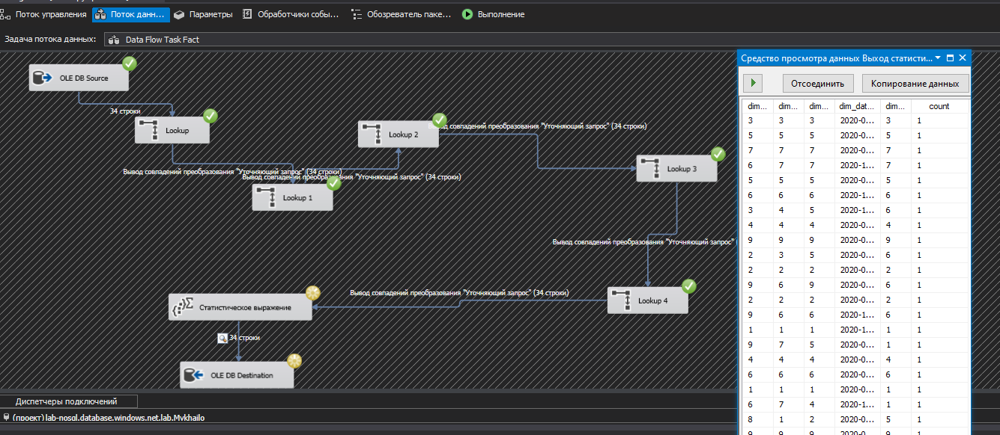 Поток управления Поток данн... Параметры Обработчики собы... Обозреватель паке... Выполнение
Задача потока данных: Data Flow Task Fact
OLE DB Source
34 строки
Lookup
Вывод совпадений преобразования "Уточняющий запрос" (34 строки)
Lookup 1
Вывод совпадений преобразования "Уточняющий запрос" (34 строки)
Lookup 2
Вывод совпадений преобразования "Уточняющий запрос" (34 строки)
Lookup 3
Вывод совпадений преобразования "Уточняющий запрос" (
Lookup 4
Вывод совпадений преобразования "Уточняющий запрос" (34 строки)
Статистическое выражение
34 строки
OLE DB Destination
Диспетчеры подключений
(проект) lab-nosql.database.windows.net.lab.Mykhailo
Средство просмотра данных Выход статисти...
Отсоединить Копирование данных
dim... dim... dim... dim_dat... dim... count
3 3 3 2020-0... 3 1
5 5 5 2020-0... 5 1
7 7 7 2020-0... 7 1
6 7 7 2020-1... 7 1
5 5 5 2020-0... 5 1
6 6 6 2020-1... 6 1
3 4 5 2020-1... 6 1
4 4 4 2020-0... 4 1
9 9 9 2020-0... 9 1
2 3 5 2020-0... 6 1
2 2 2 2020-0... 2 1
9 6 9 2020-0... 6 1
2 2 2 2020-0... 2 1
9 6 6 2020-1... 6 1
1 1 1 2020-1... 1 1
9 7 5 2020-0... 1 1
4 4 4 2020-0... 4 1
6 6 6 2020-0... 6 1
1 1 1 2020-0... 1 1
6 7 4 2020-1... 1 1
8 1 2 2020-0... 5 1